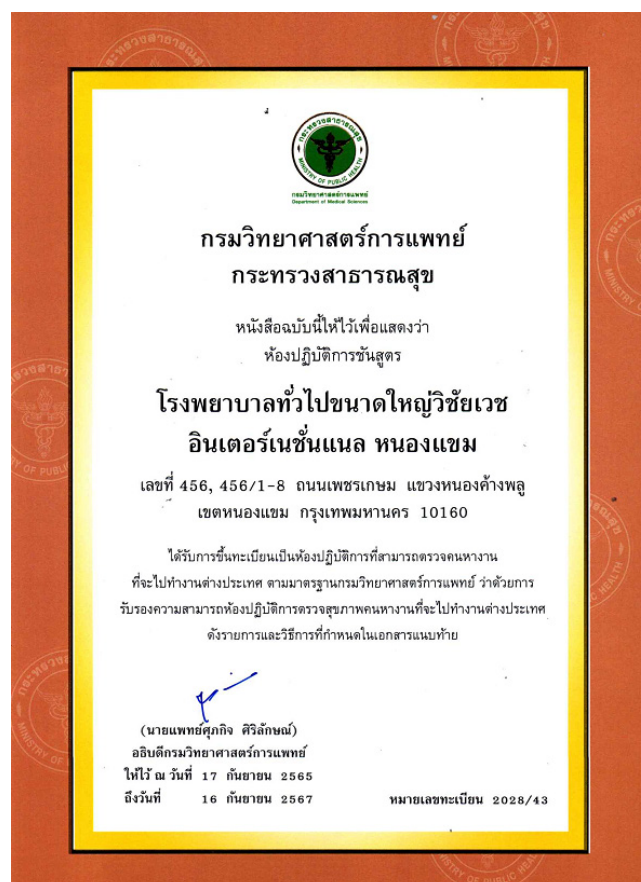 กระทรวงสาธารณสุข
MINISTRY OF PUBLIC HEALTH
กรมวิทยาศาสตร์การแพทย์
Department of Medical Sciences
กรมวิทยาศาสตร์การแพทย์
กระทรวงสาธารณสุข
หนังสือฉบับนี้ให้ไว้เพื่อแสดงว่า
ห้องปฏิบัติการชันสูตร
โรงพยาบาลทั่วไปขนาดใหญ่วิชัยเวช
อินเตอร์เนชั่นแนล หนองแขม
เลขที่ 456, 456/1-8 ถนนเพชรเกษม แขวงหนองค้างพลู
เขตหนองแขม กรุงเทพมหานคร 10160
ได้รับการขึ้นทะเบียนเป็นห้องปฏิบัติการที่สามารถตรวจคนหางาน
ที่จะไปทำงานต่างประเทศ ตามมาตรฐานกรมวิทยาศาสตร์การแพทย์ ว่าด้วยการ
รับรองความสามารถห้องปฏิบัติการตรวจสุขภาพคนหางานที่จะไปทำงานต่างประเทศ
ดังรายการและวิธีการที่กำหนดในเอกสารแนบท้าย
(นายแพทย์ศุภกิจ ศิริลักษณ์)
อธิบดีกรมวิทยาศาสตร์การแพทย์
ให้ไว้ ณ วันที่ 17 กันยายน 2565
ถึงวันที่ 16 กันยายน 2567
หมายเลขทะเบียน 2028/43